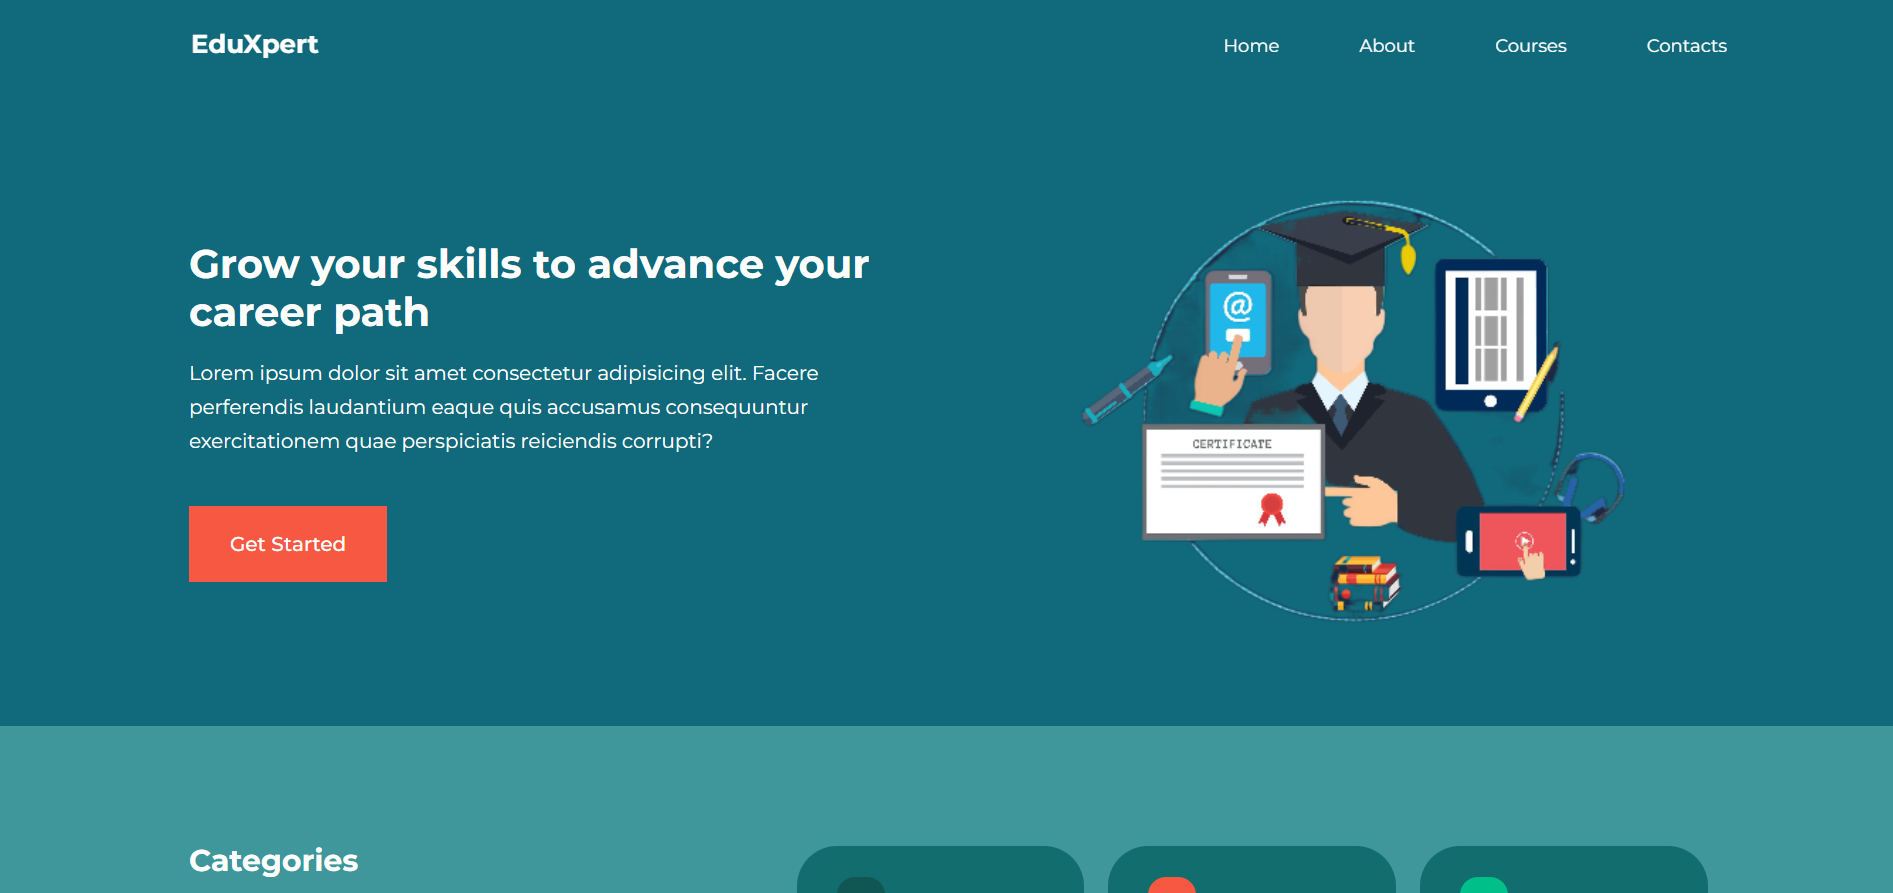 EduXpert
Home
About
Courses
Contacts
Grow your skills to advance your
career path
Lorem ipsum dolor sit amet consectetur adipisicing elit. Facere
perferendis laudantium eaque quis accusamus consequuntur
exercitationem quae perspiciatis reiciendis corrupti?
Get Started
@
CERTIFICATE
Categories